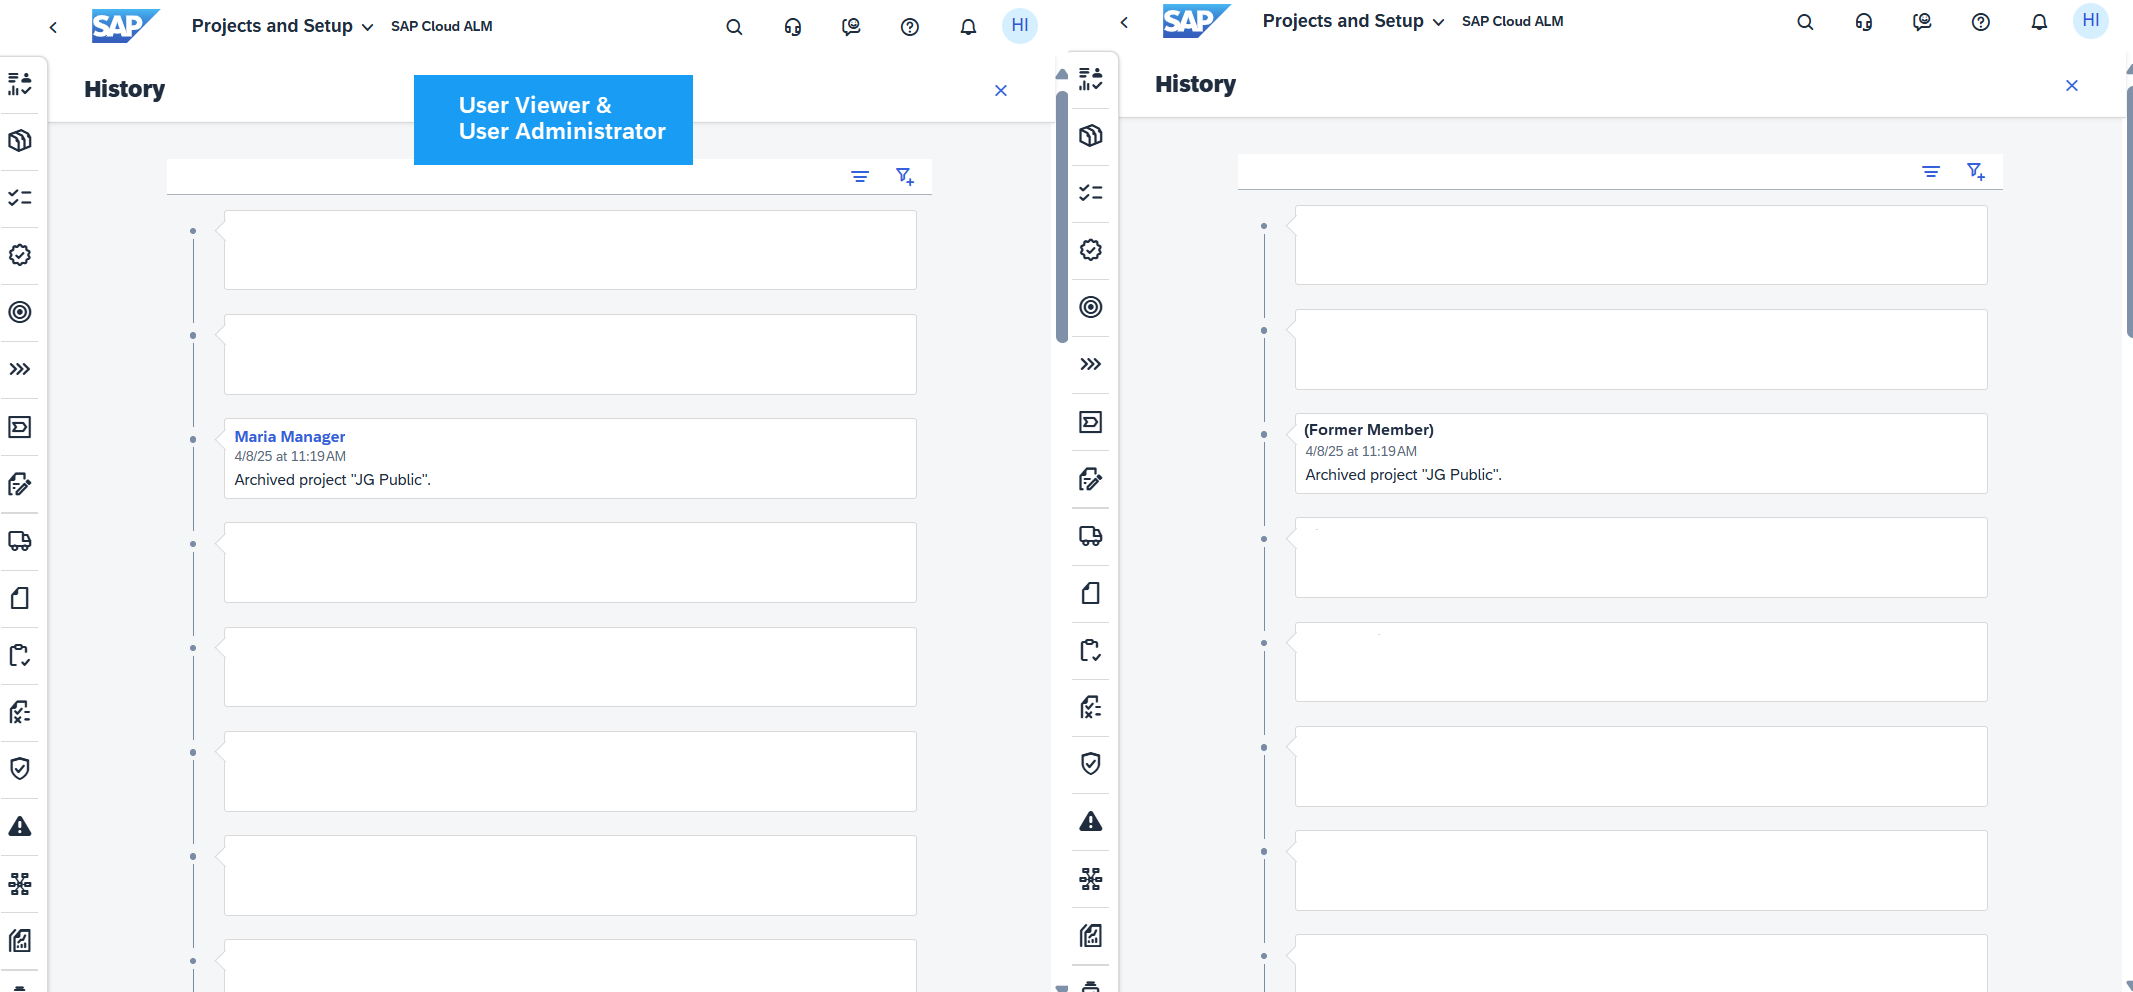 SAP
Projects and Setup
SAP Cloud ALM
HI
History
User Viewer &
User Administrator
Maria Manager
4/8/25 at 11:19 AM
Archived project "JG Public".
SAP
Projects and Setup
SAP Cloud ALM
HI
History
(Former Member)
4/8/25 at 11:19 AM
Archived project "JG Public".